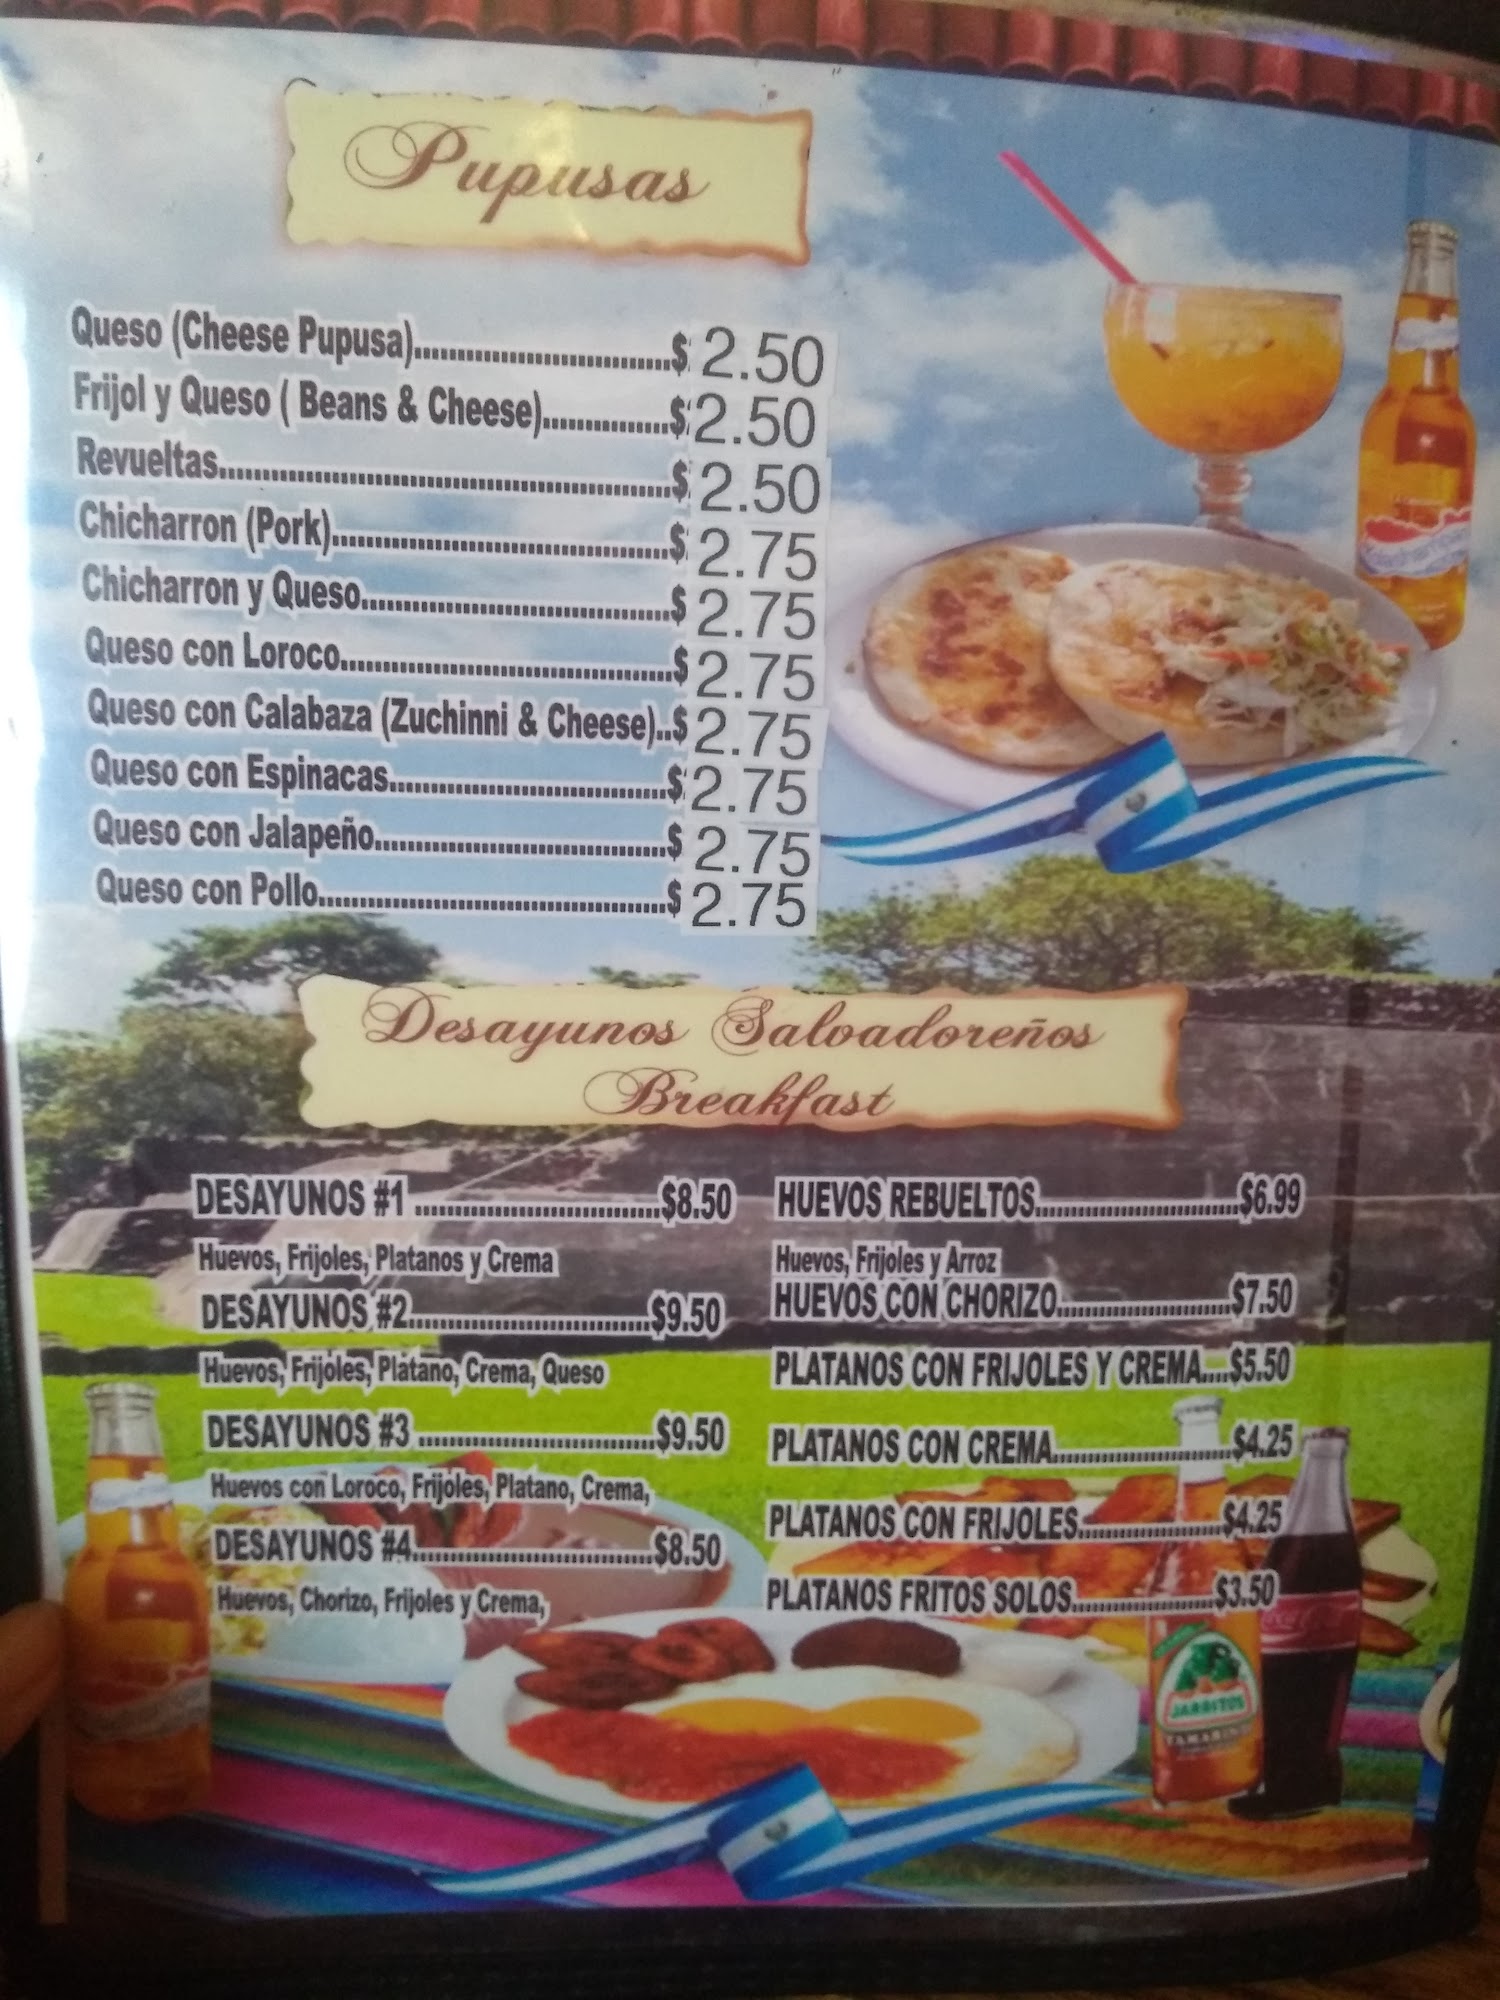 Pupusas
Queso (Cheese Pupusa)..............................$ 2.50
Frijol y Queso ( Beans & Cheese)...............$ 2.50
Revueltas.....................................................$ 2.50
Chicharron (Pork).......................................$ 2.75
Chicharron y Queso....................................$ 2.75
Queso con Loroco.......................................$ 2.75
Queso con Calabaza (Zuchinni & Cheese)..$ 2.75
Queso con Espinacas.................................$ 2.75
Queso con Jalapeño...................................$ 2.75
Queso con Pollo.........................................$ 2.75
Desayunos Salvadoreños
Breakfast
DESAYUNOS #1 ..............................$8.50
Huevos, Frijoles, Platanos y Crema
DESAYUNOS #2.............................$9.50
Huevos, Frijoles, Platano, Crema, Queso
DESAYUNOS #3 .............................$9.50
Huevos con Loroco, Frijoles, Platano, Crema,
DESAYUNOS #4.............................$8.50
Huevos, Chorizo, Frijoles y Crema,
HUEVOS REBUELTOS..............................$6.99
Huevos, Frijoles y Arroz
HUEVOS CON CHORIZO.........................$7.50
PLATANOS CON FRIJOLES Y CREMA....$5.50
PLATANOS CON CREMA..........................$4.25
PLATANOS CON FRIJOLES.....................$4.25
PLATANOS FRITOS SOLOS.....................$3.50
JARRITOS
Coca-Cola